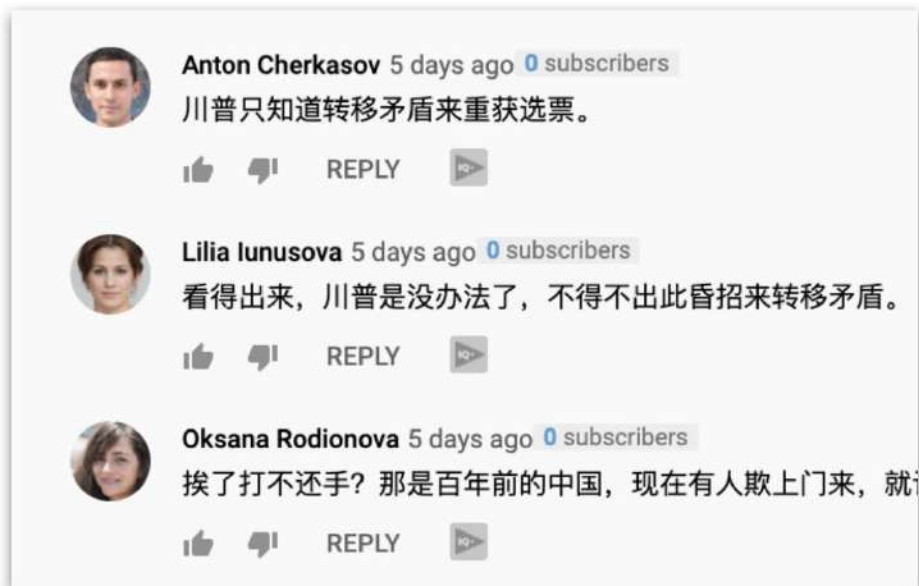 Anton Cherkasov 5 days ago 0 subscribers
川普只知道转移矛盾来重获选票。
REPLY
Lilia Iunusova 5 days ago 0 subscribers
看得出来，川普是没办法了，不得不出此昏招来转移矛盾。
REPLY
Oksana Rodionova 5 days ago 0 subscribers
挨了打不还手？那是百年前的中国，现在有人欺上门来，就
REPLY